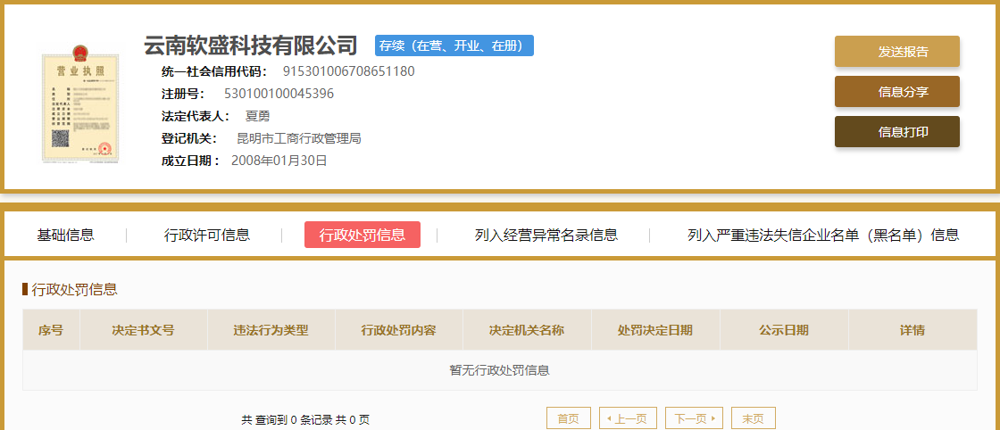 云南软盛科技有限公司 存续（在营、开业、在册）
营业执照
统一社会信用代码： 915301006708651180
注册号： 530100100045396
法定代表人： 夏勇
登记机关： 昆明市工商行政管理局
成立日期： 2008年01月30日
发送报告
信息分享
信息打印
基础信息 行政许可信息 行政处罚信息 列入经营异常名录信息 列入严重违法失信企业名单（黑名单）信息
行政处罚信息
序号 决定书文号 违法行为类型 行政处罚内容 决定机关名称 处罚决定日期 公示日期 详情
暂无行政处罚信息
共 查询到 0 条记录 共 0 页 首页 上一页 下一页 末页